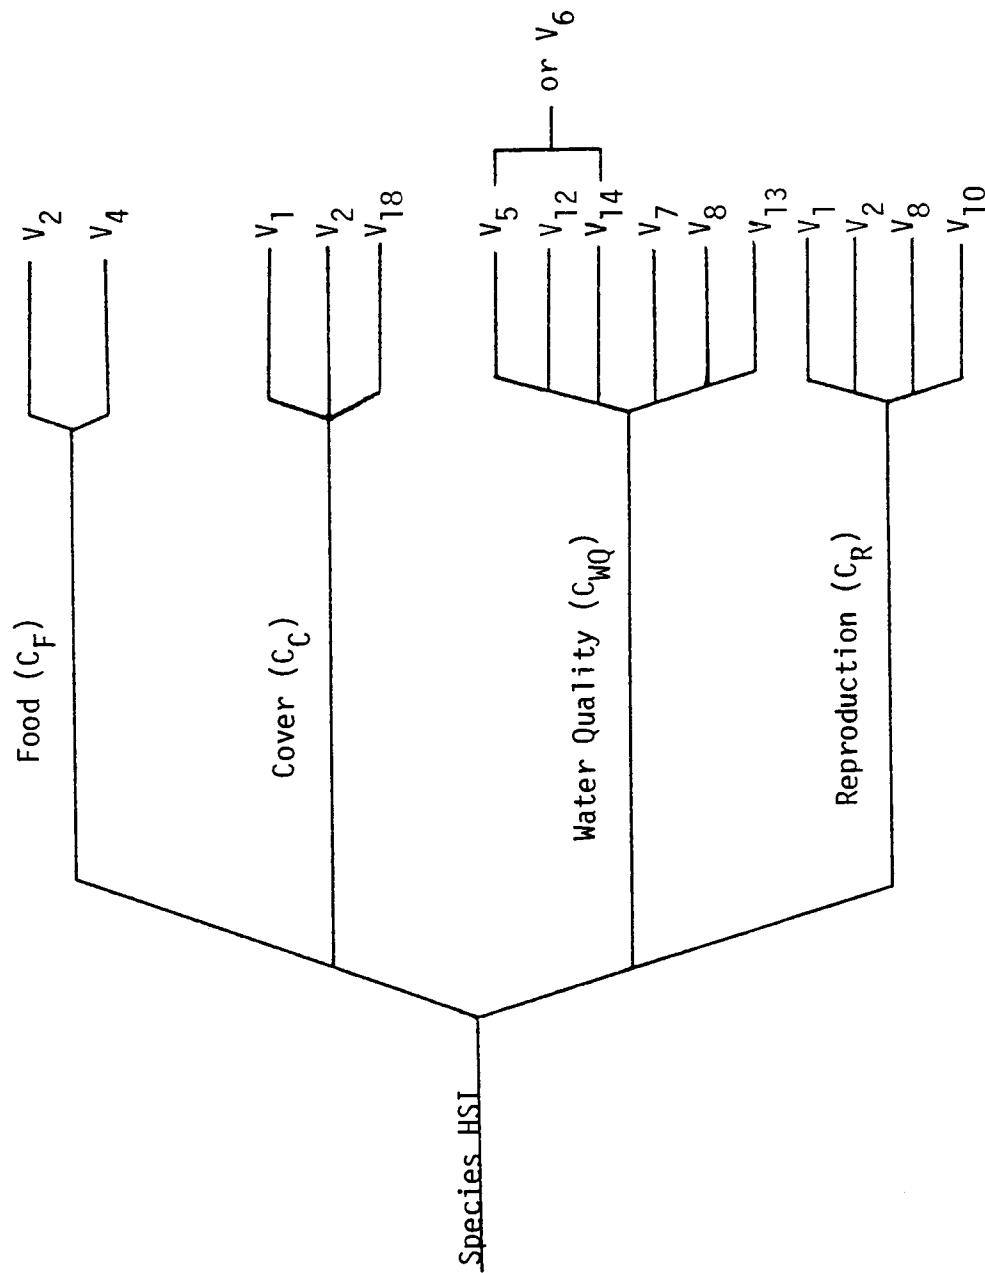 Species HSI
Food (C_F)
V_2
V_4
Cover (C_C)
V_1
V_2
V_18
Water Quality (C_WQ)
V_5
V_12
V_14
or V_6
V_7
V_8
V_13
Reproduction (C_R)
V_1
V_2
V_8
V_10